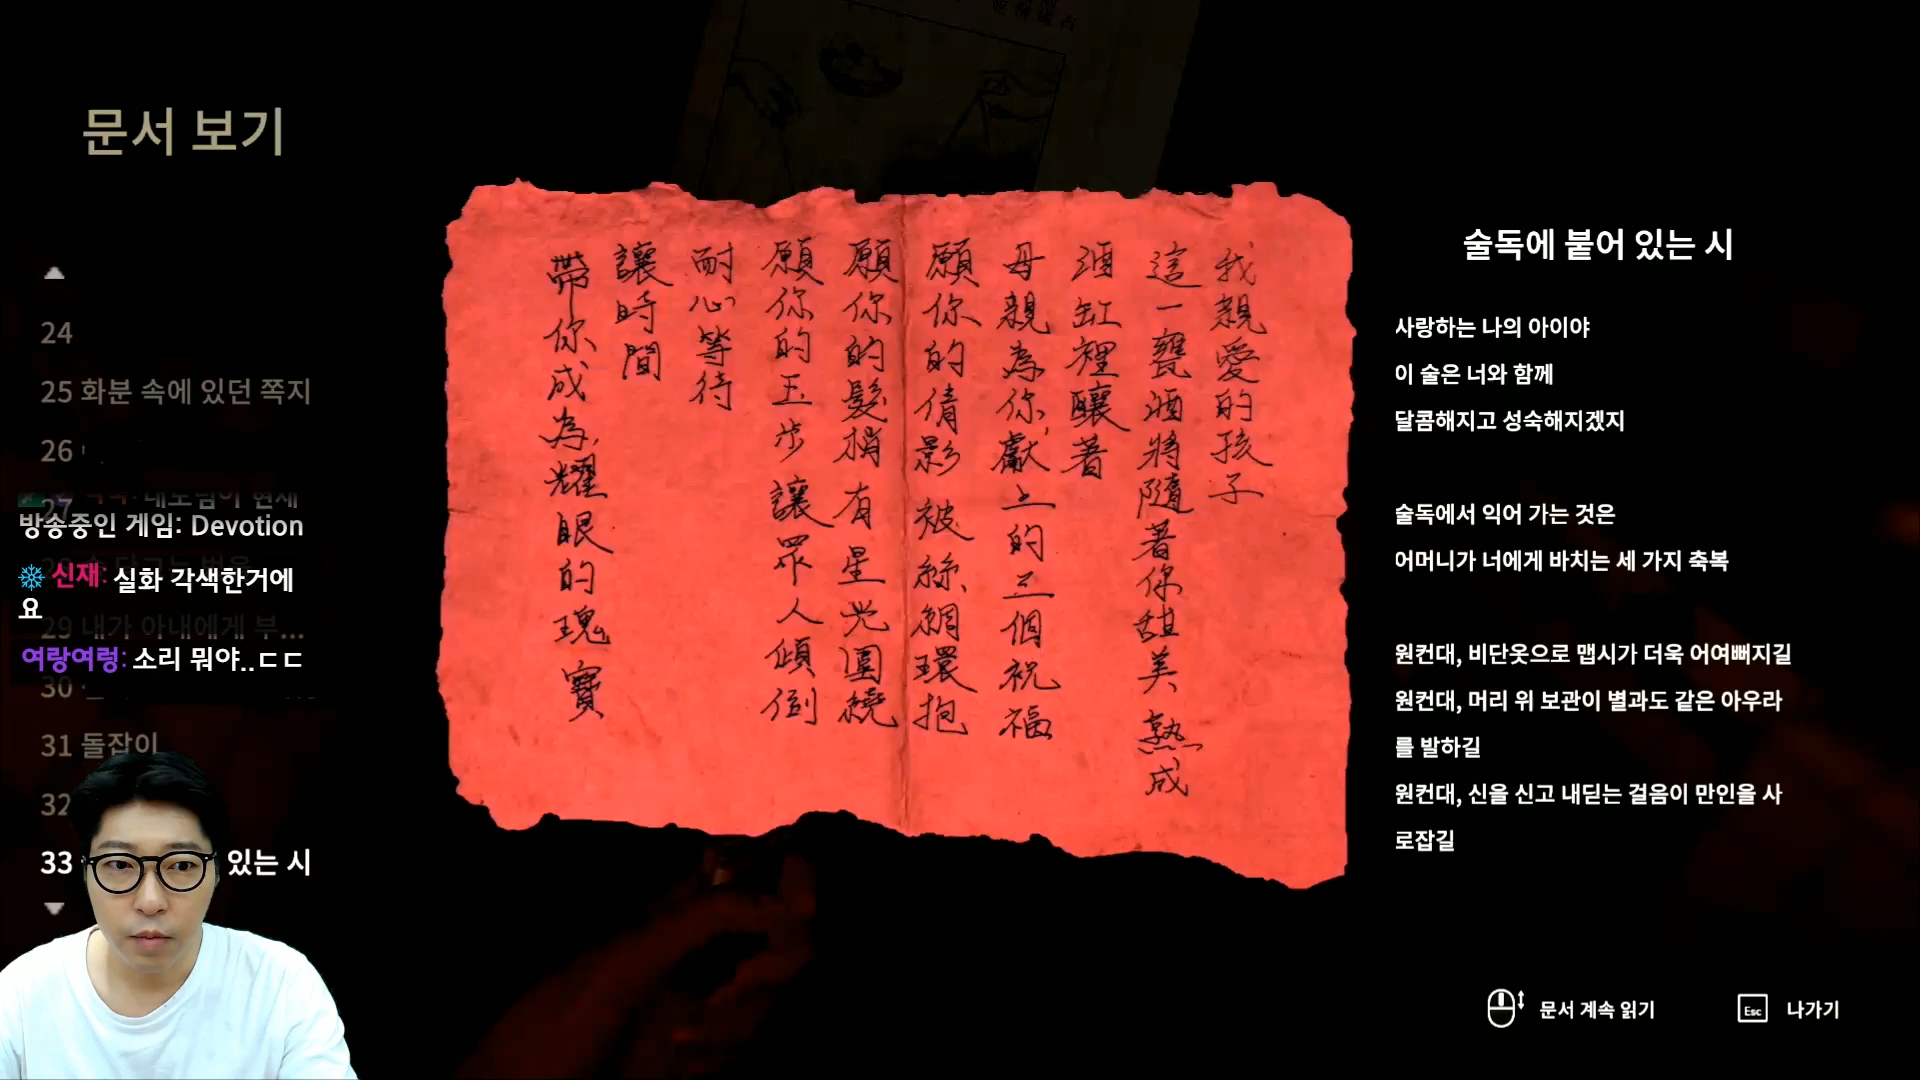 문서 보기
24
25 화분 속에 있던 쪽지
26
27
방송중인 게임: Devotion
신재: 실화 각색한거에
요
29 내가 아내에게 부...
여랑여렁: 소리 뭐야..ㄷㄷ
30
31 돌잡이
32
33 있는 시
我親愛的孩子
這一甕酒將隨著你甜美熟成
酒缸裡釀著
母親為你獻上的三個祝福
願你的倩影被絲綢環抱
願你的髮梢有星光圍繞
願你的玉步讓眾人傾倒
耐心等待
讓時間
帶你成為耀眼的瑰寶
술독에 붙어 있는 시
사랑하는 나의 아이야
이 술은 너와 함께
달콤해지고 성숙해지겠지
술독에서 익어 가는 것은
어머니가 너에게 바치는 세 가지 축복
원컨대, 비단옷으로 맵시가 더욱 어여뻐지길
원컨대, 머리 위 보관이 별과도 같은 아우라
를 발하길
원컨대, 신을 신고 내딛는 걸음이 만인을 사
로잡길
문서 계속 읽기
Esc 나가기